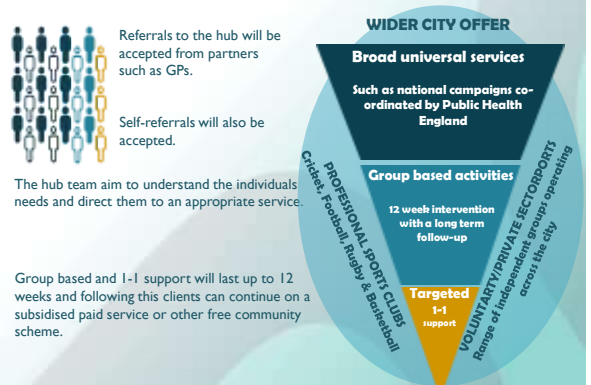 Referrals to the hub will be
accepted from partners
such as GPs.
Self-referrals will also be
accepted.
The hub team aim to understand the individuals
needs and direct them to an appropriate service.
Group based and 1-1 support will last up to 12
weeks and following this clients can continue on a
subsidised paid service or other free community
scheme.
WIDER CITY OFFER
Broad universal services
Such as national campaigns co-
ordinated by Public Health
England
Group based activities
12 week intervention
with a long term
follow-up
Targeted
1-1
support
PROFESSIONAL SPORTS CLUBS
Cricket, Football, Rugby & Basketball
VOLUNTARTY/PRIVATE SECTORPORTS
Range of independent groups operating
across the city